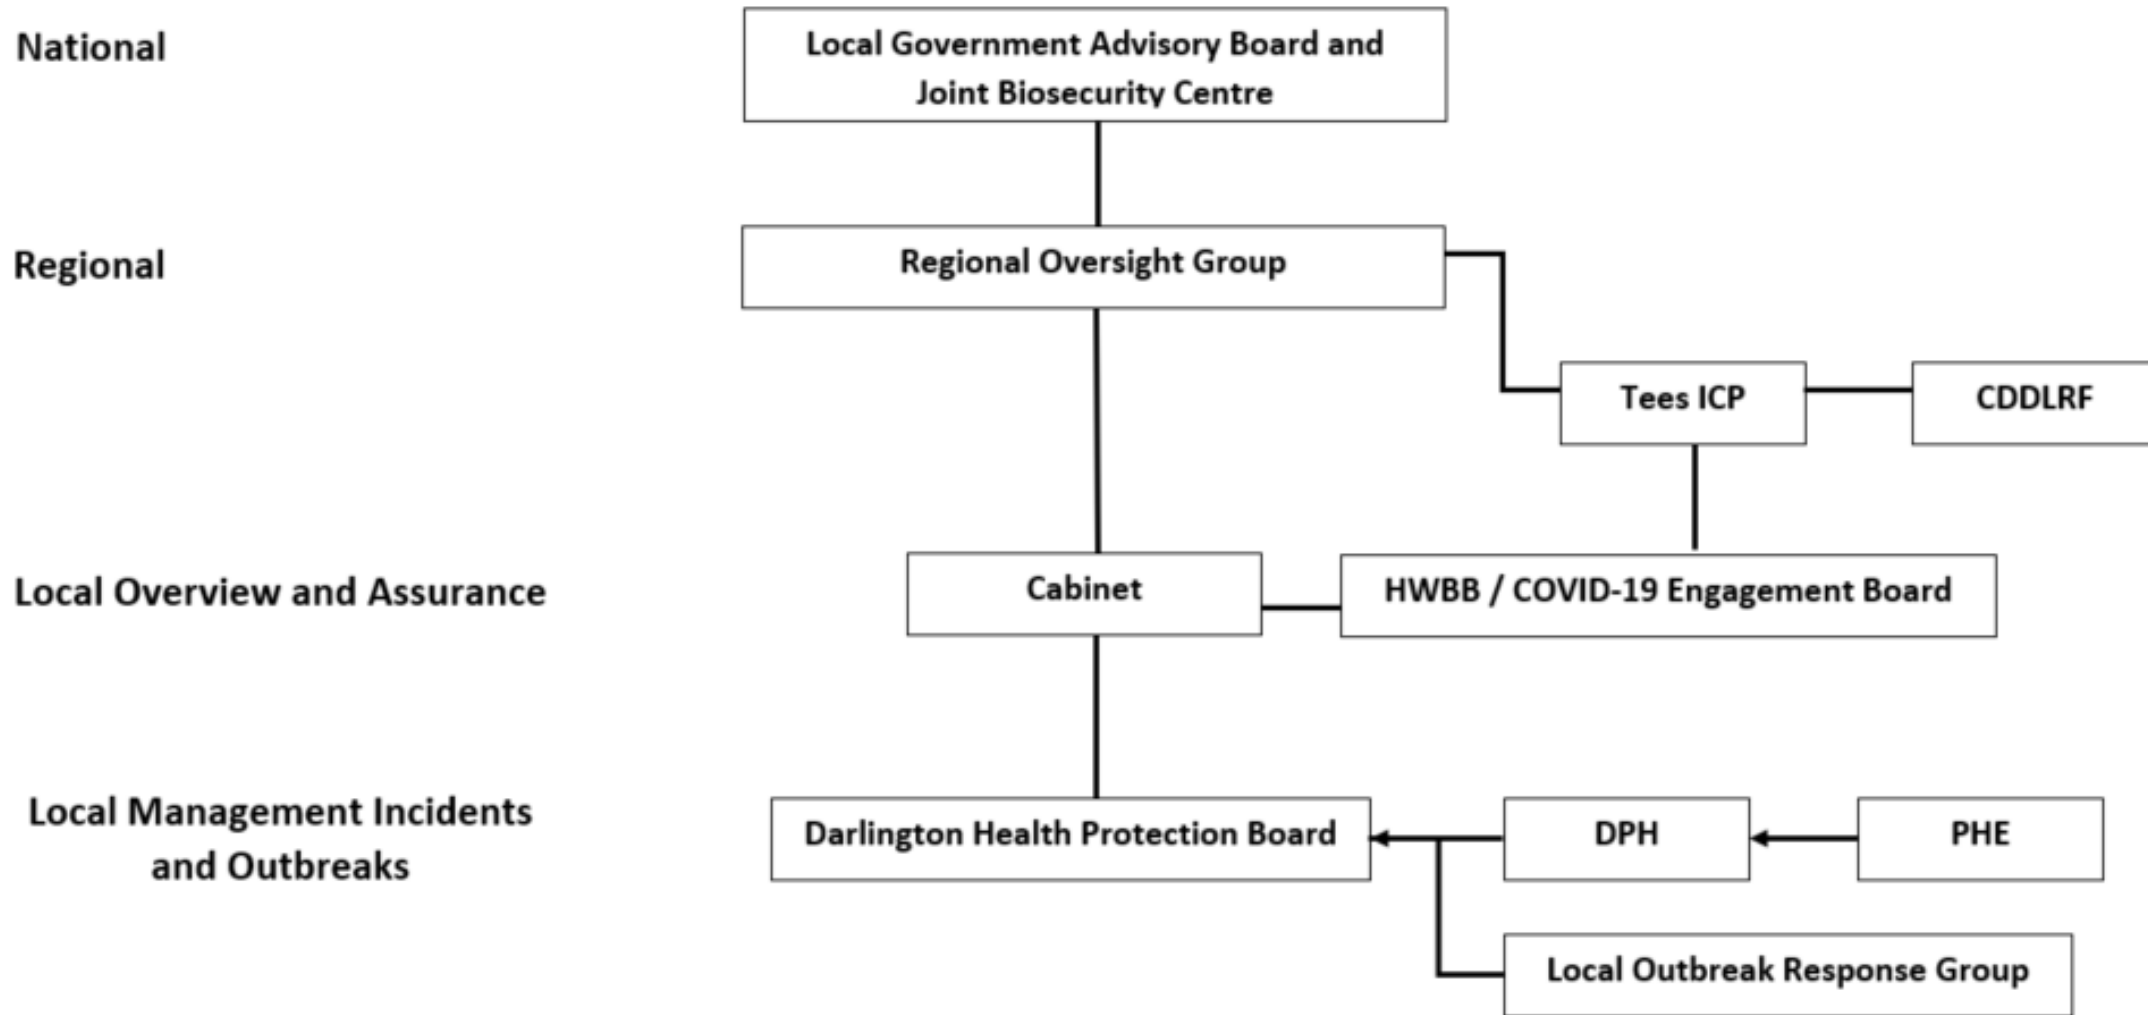 National
Local Government Advisory Board and
Joint Biosecurity Centre
Regional
Regional Oversight Group
Tees ICP
CDDLRF
Local Overview and Assurance
Cabinet
HWBB / COVID-19 Engagement Board
Local Management Incidents
and Outbreaks
Darlington Health Protection Board
DPH
PHE
Local Outbreak Response Group